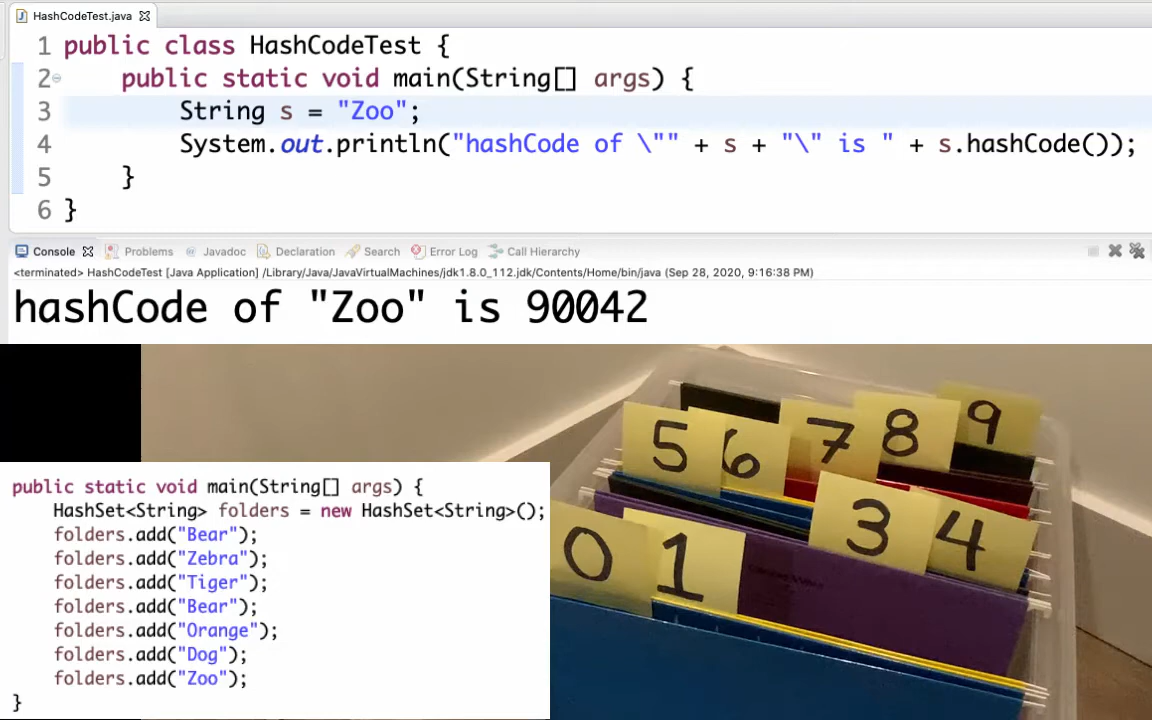 HashCodeTest.java
1 public class HashCodeTest {
2 public static void main(String[] args) {
3 String s = "Zoo";
4 System.out.println("hashCode of \"" + s + "\" is " + s.hashCode());
5 }
6 }
Console Problems Javadoc Declaration Search Error Log Call Hierarchy
<terminated> HashCodeTest [Java Application] /Library/Java/JavaVirtualMachines/jdk1.8.0_112.jdk/Contents/Home/bin/java (Sep 28, 2020, 9:16:38 PM)
hashCode of "Zoo" is 90042
public static void main(String[] args) {
HashSet<String> folders = new HashSet<String>();
folders.add("Bear");
folders.add("Zebra");
folders.add("Tiger");
folders.add("Bear");
folders.add("Orange");
folders.add("Dog");
folders.add("Zoo");
}
5 6 7 8 9
0 1 3 4